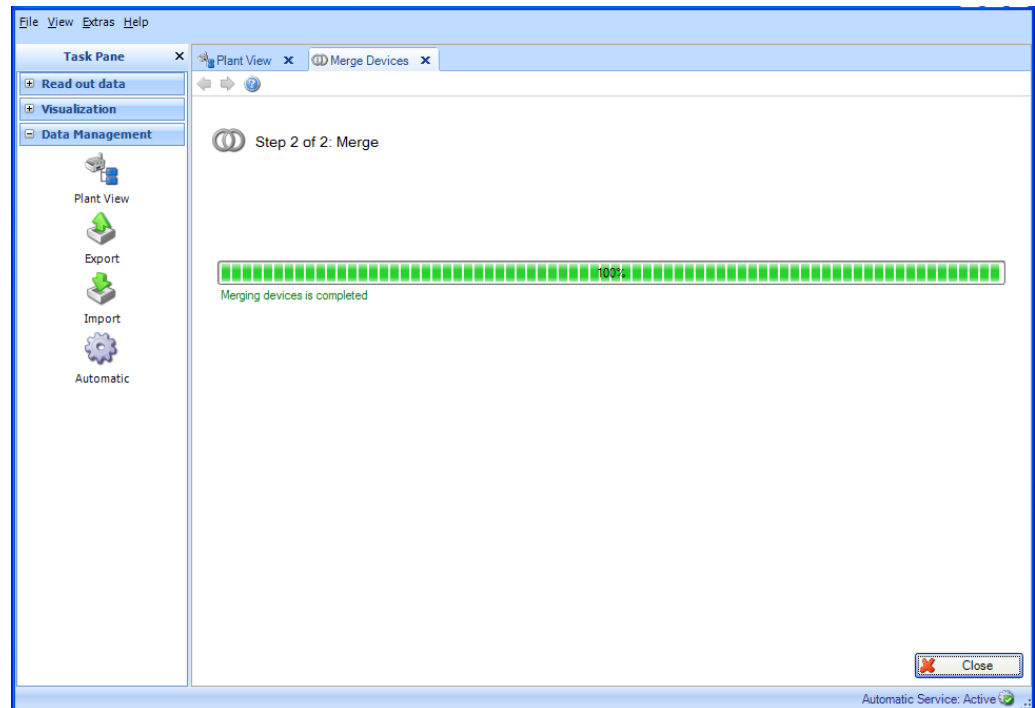 File View Extras Help
Task Pane
Plant View
Merge Devices
Read out data
Visualization
Data Management
Step 2 of 2: Merge
Plant View
Export
100%
Merging devices is completed
Import
Automatic
Close
Automatic Service: Active